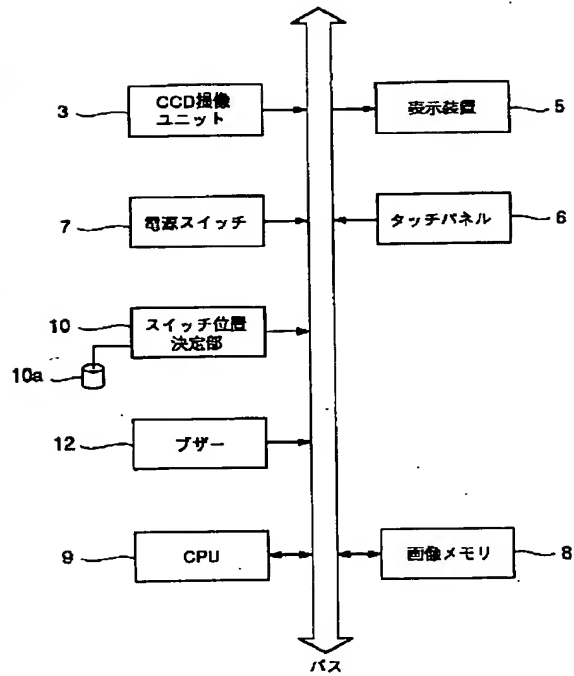 3
CCD撮像
ユニット
表示装置
5
7
電源スイッチ
タッチパネル
6
10
スイッチ位置
決定部
10a
12
ブザー
9
CPU
画像メモリ
8
バス